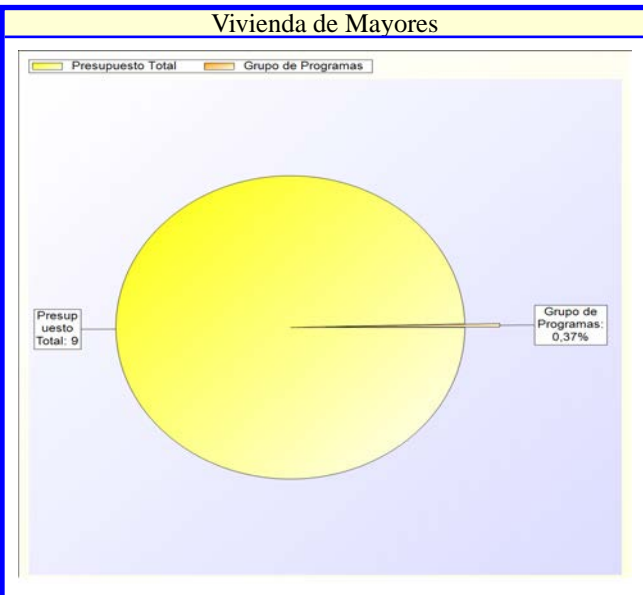 Vivienda de Mayores
Presupuesto Total Grupo de Programas
Presup
uesto
Total: 9
Grupo de
Programas:
0,37%